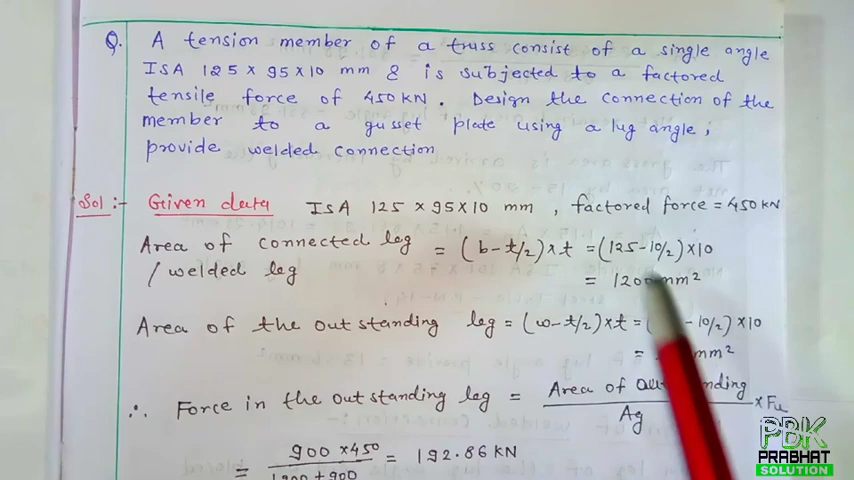 Q. A tension member of a truss consist of a single angle
ISA 125 x 95 x 10 mm & is subjected to a factored
tensile force of 450 KN. Design the connection of the
member to a gusset plate using a lug angle,
provide welded connection
Sol :- Given data ISA 125 x 95 x 10 mm, factored force = 450 KN
Area of connected leg = (b - t/2) x t = (125 - 10/2) x 10
/ welded leg = 1200 mm²
Area of the outstanding leg = (w - t/2) x t = ( - 10/2) x 10
= mm²
∴ Force in the outstanding leg = Area of outstanding / Ag x Fu
= 900 x 450 / 1200 + 900 = 192.86 KN
PBK
PRABHAT
SOLUTION